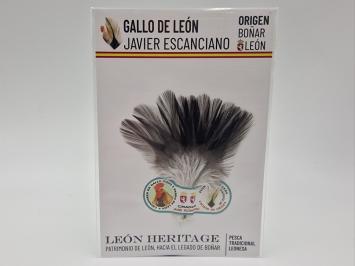 GALLO DE LEÓN
JAVIER ESCANCIANO
ORIGEN
BOÑAR
LEÓN
LEÓN HERITAGE
PATRIMONIO DE LEÓN, HACIA EL LEGADO DE BOÑAR
PESCA
TRADICIONAL
LEONESA